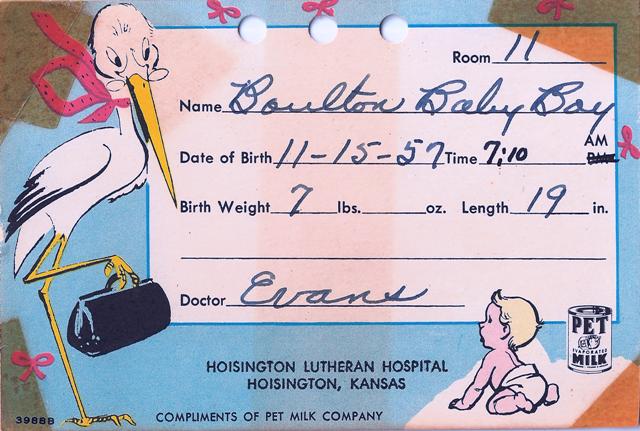 Room 11
Name Boulton Baby Boy
Date of Birth 11-15-57 Time 7:10 AM PM
Birth Weight 7 lbs. oz. Length 19 in.
Doctor Evans
PET
EVAPORATED
MILK
HOISINGTON LUTHERAN HOSPITAL
HOISINGTON, KANSAS
3988B
COMPLIMENTS OF PET MILK COMPANY